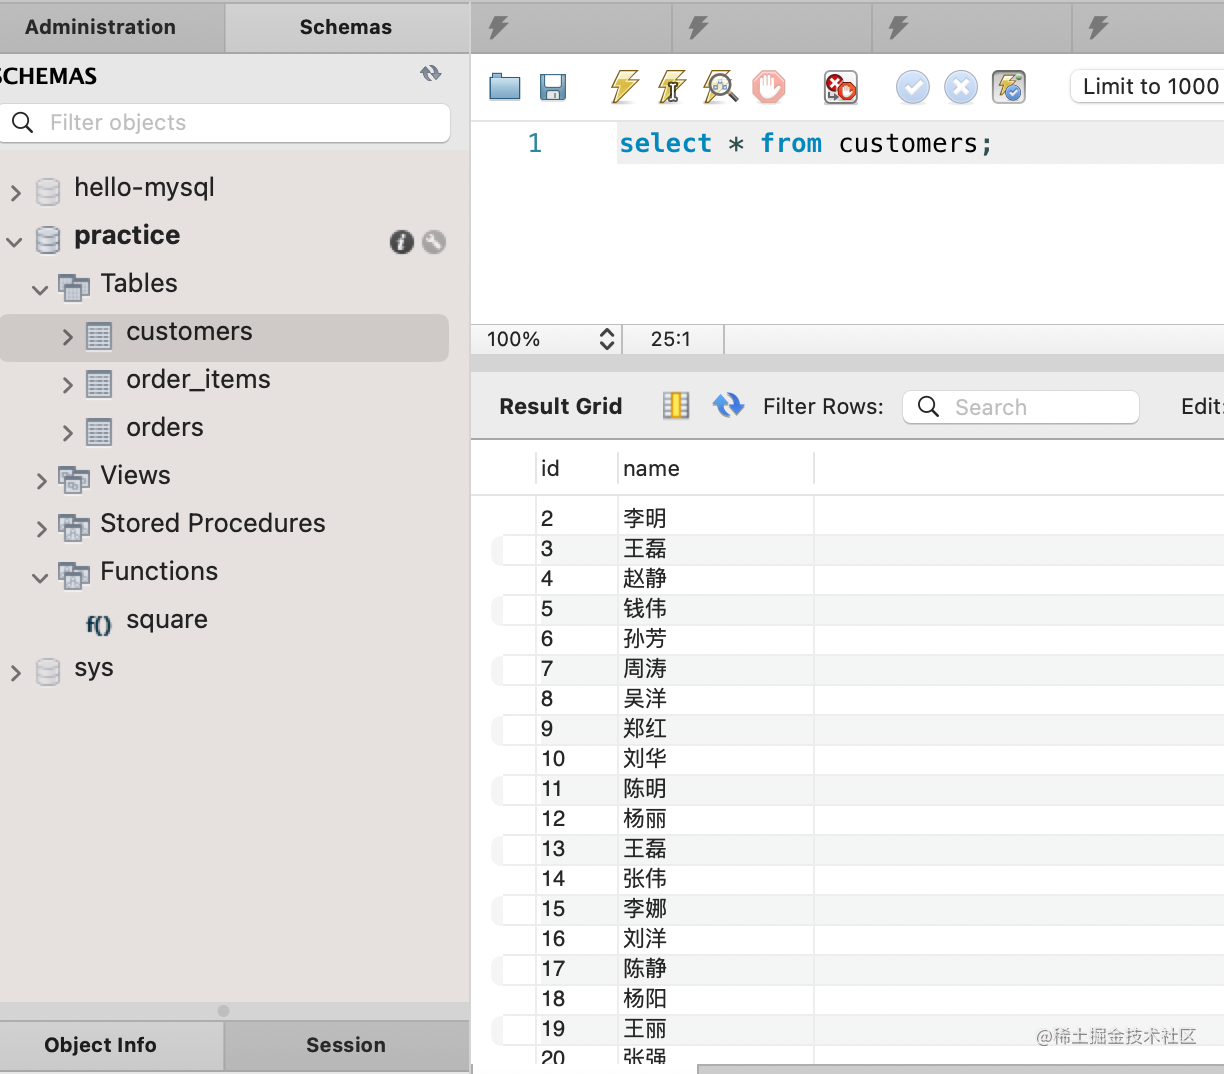 Administration Schemas
SCHEMAS
Filter objects
hello-mysql
practice
Tables
customers
order_items
orders
Views
Stored Procedures
Functions
f() square
sys
Object Info Session
Limit to 1000
1 select * from customers;
100% 25:1
Result Grid Filter Rows: Search Edit:
id name
2 李明
3 王磊
4 赵静
5 钱伟
6 孙芳
7 周涛
8 吴洋
9 郑红
10 刘华
11 陈明
12 杨丽
13 王磊
14 张伟
15 李娜
16 刘洋
17 陈静
18 杨阳
19 王丽
20 张强
@稀土掘金技术社区